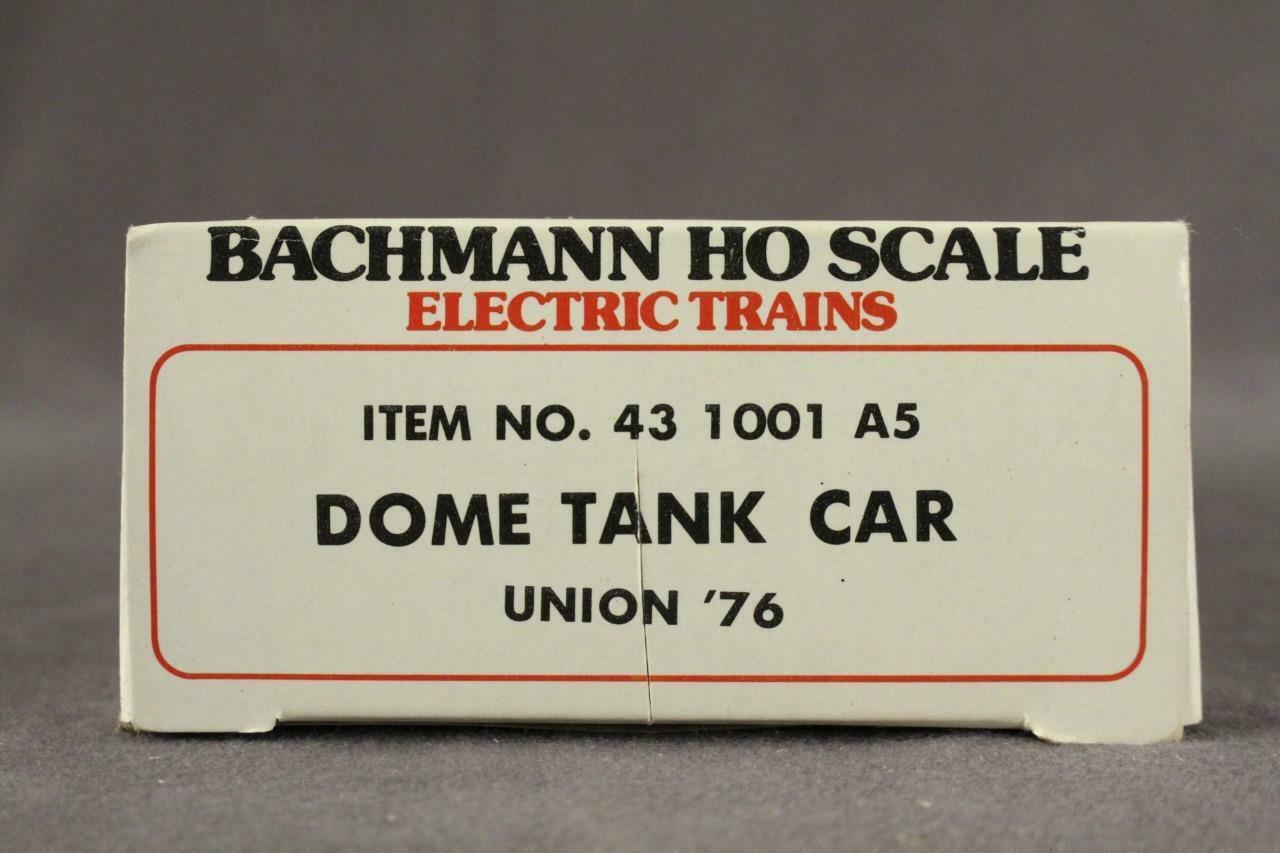 BACHMANN HO SCALE
ELECTRIC TRAINS
ITEM NO. 43 1001 A5
DOME TANK CAR
UNION '76